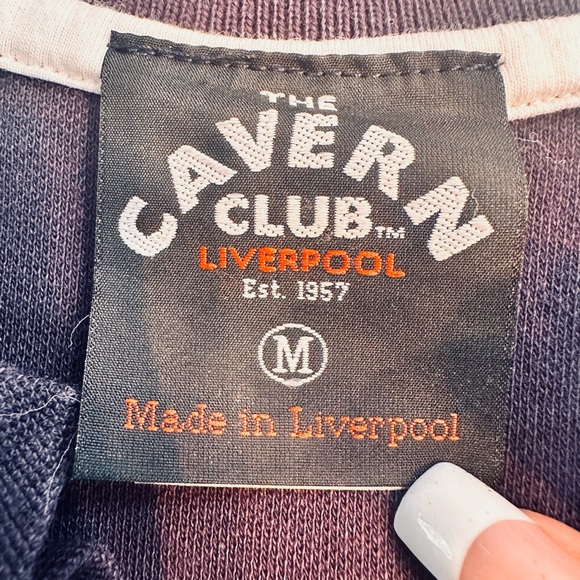 THE
CAVERN
CLUB™
LIVERPOOL
Est. 1957
M
Made in Liverpool